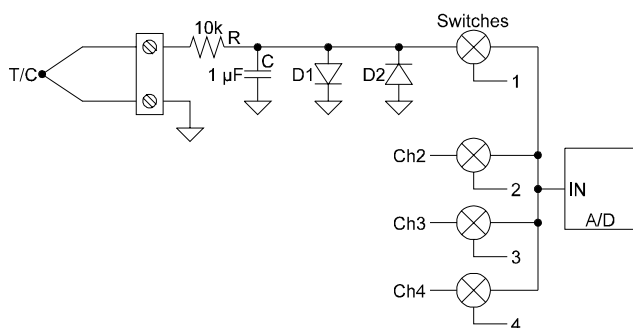 Switches
10k
R
T/C
1 µF
C
D1
D2
1
Ch2
2
IN
A/D
Ch3
3
Ch4
4